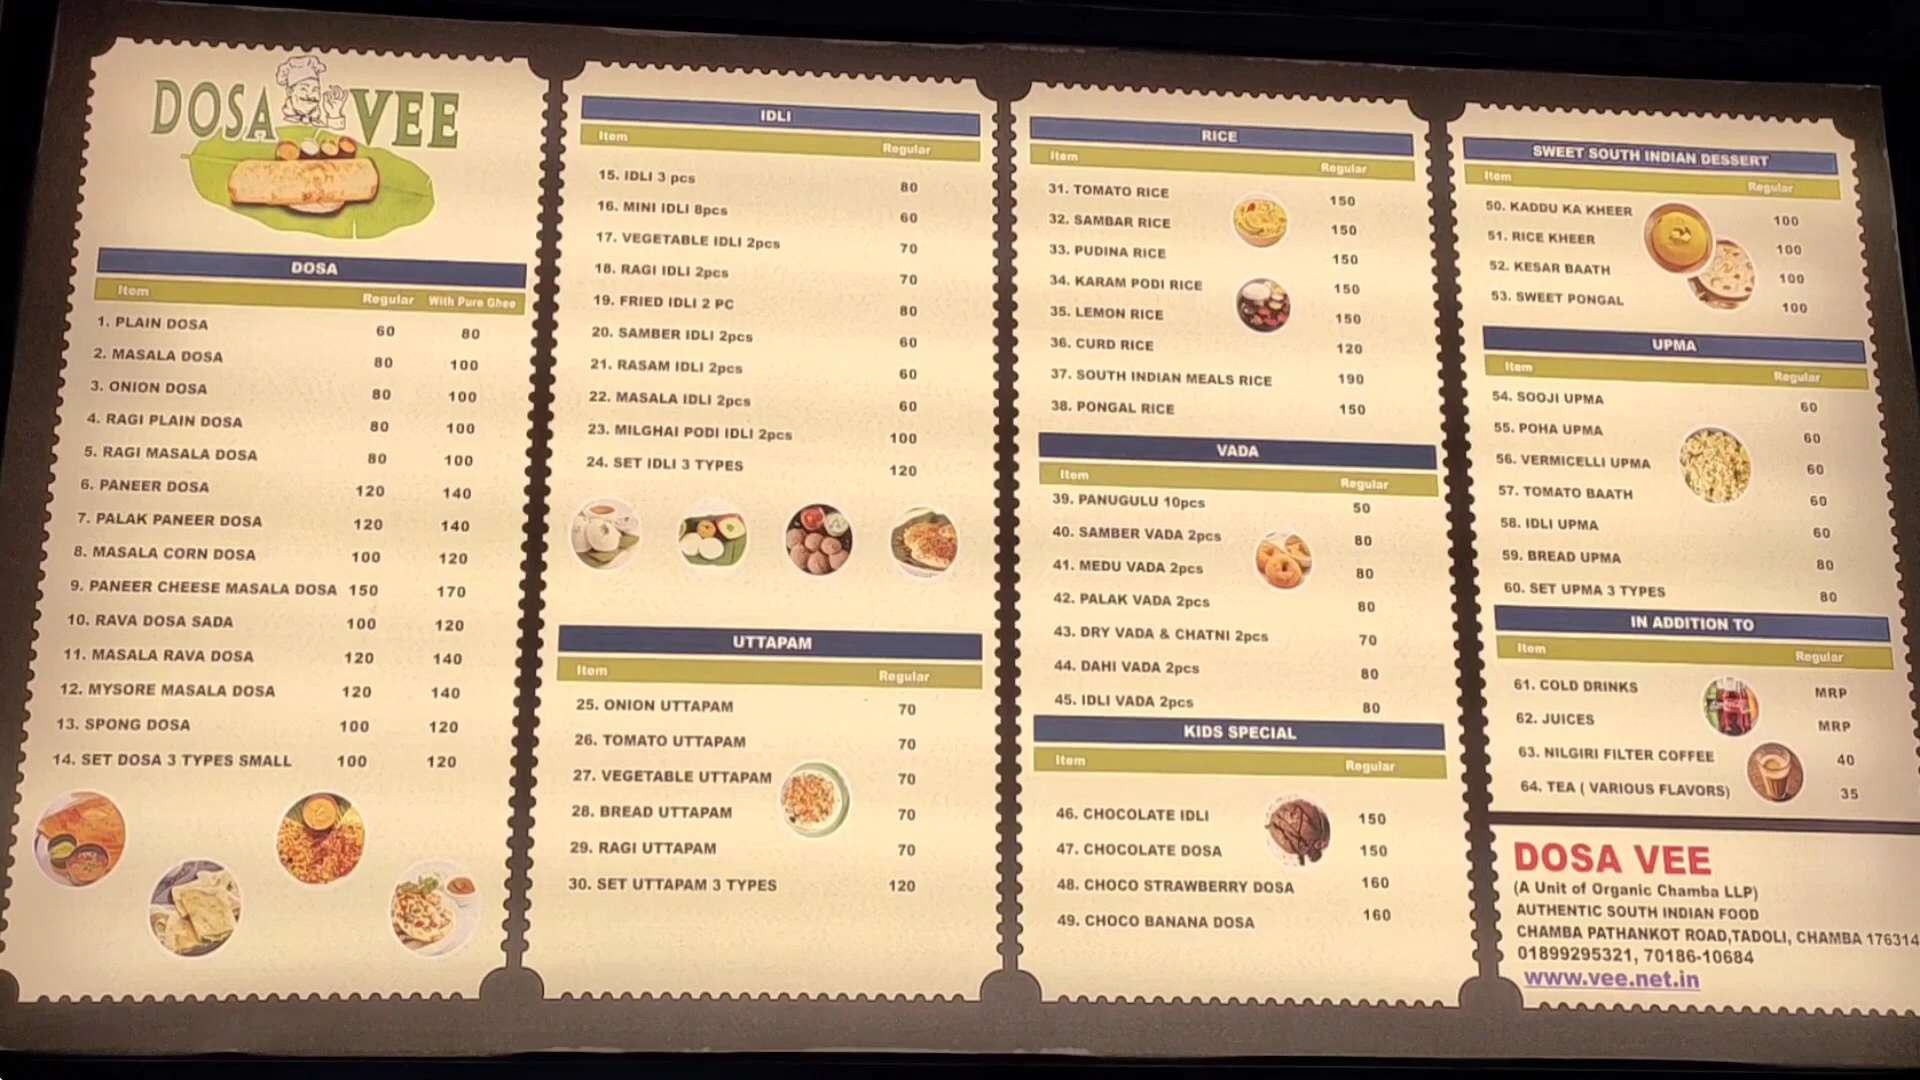 DOSA VEE
DOSA
Item Regular With Pure Ghee
1. PLAIN DOSA 60 80
2. MASALA DOSA 80 100
3. ONION DOSA 80 100
4. RAGI PLAIN DOSA 80 100
5. RAGI MASALA DOSA 80 100
6. PANEER DOSA 120 140
7. PALAK PANEER DOSA 120 140
8. MASALA CORN DOSA 100 120
9. PANEER CHEESE MASALA DOSA 150 170
10. RAVA DOSA SADA 100 120
11. MASALA RAVA DOSA 120 140
12. MYSORE MASALA DOSA 120 140
13. SPONG DOSA 100 120
14. SET DOSA 3 TYPES SMALL 100 120
IDLI
Item Regular
15. IDLI 3 pcs 80
16. MINI IDLI 8pcs 60
17. VEGETABLE IDLI 2pcs 70
18. RAGI IDLI 2pcs 70
19. FRIED IDLI 2 PC 80
20. SAMBER IDLI 2pcs 60
21. RASAM IDLI 2pcs 60
22. MASALA IDLI 2pcs 60
23. MILGHAI PODI IDLI 2pcs 100
24. SET IDLI 3 TYPES 120
UTTAPAM
Item Regular
25. ONION UTTAPAM 70
26. TOMATO UTTAPAM 70
27. VEGETABLE UTTAPAM 70
28. BREAD UTTAPAM 70
29. RAGI UTTAPAM 70
30. SET UTTAPAM 3 TYPES 120
RICE
Item Regular
31. TOMATO RICE 150
32. SAMBAR RICE 150
33. PUDINA RICE 150
34. KARAM PODI RICE 150
35. LEMON RICE 150
36. CURD RICE 120
37. SOUTH INDIAN MEALS RICE 190
38. PONGAL RICE 150
VADA
Item Regular
39. PANUGULU 10pcs 50
40. SAMBER VADA 2pcs 80
41. MEDU VADA 2pcs 80
42. PALAK VADA 2pcs 80
43. DRY VADA & CHATNI 2pcs 70
44. DAHI VADA 2pcs 80
45. IDLI VADA 2pcs 80
KIDS SPECIAL
Item Regular
46. CHOCOLATE IDLI 150
47. CHOCOLATE DOSA 150
48. CHOCO STRAWBERRY DOSA 160
49. CHOCO BANANA DOSA 160
SWEET SOUTH INDIAN DESSERT
Item Regular
50. KADDU KA KHEER 100
51. RICE KHEER 100
52. KESAR BAATH 100
53. SWEET PONGAL 100
UPMA
Item Regular
54. SOOJI UPMA 60
55. POHA UPMA 60
56. VERMICELLI UPMA 60
57. TOMATO BAATH 60
58. IDLI UPMA 60
59. BREAD UPMA 80
60. SET UPMA 3 TYPES 80
IN ADDITION TO
Item Regular
61. COLD DRINKS MRP
62. JUICES MRP
63. NILGIRI FILTER COFFEE 40
64. TEA ( VARIOUS FLAVORS) 35
DOSA VEE
(A Unit of Organic Chamba LLP)
AUTHENTIC SOUTH INDIAN FOOD
CHAMBA PATHANKOT ROAD,TADOLI, CHAMBA 176314
01899295321, 70186-10684
www.vee.net.in